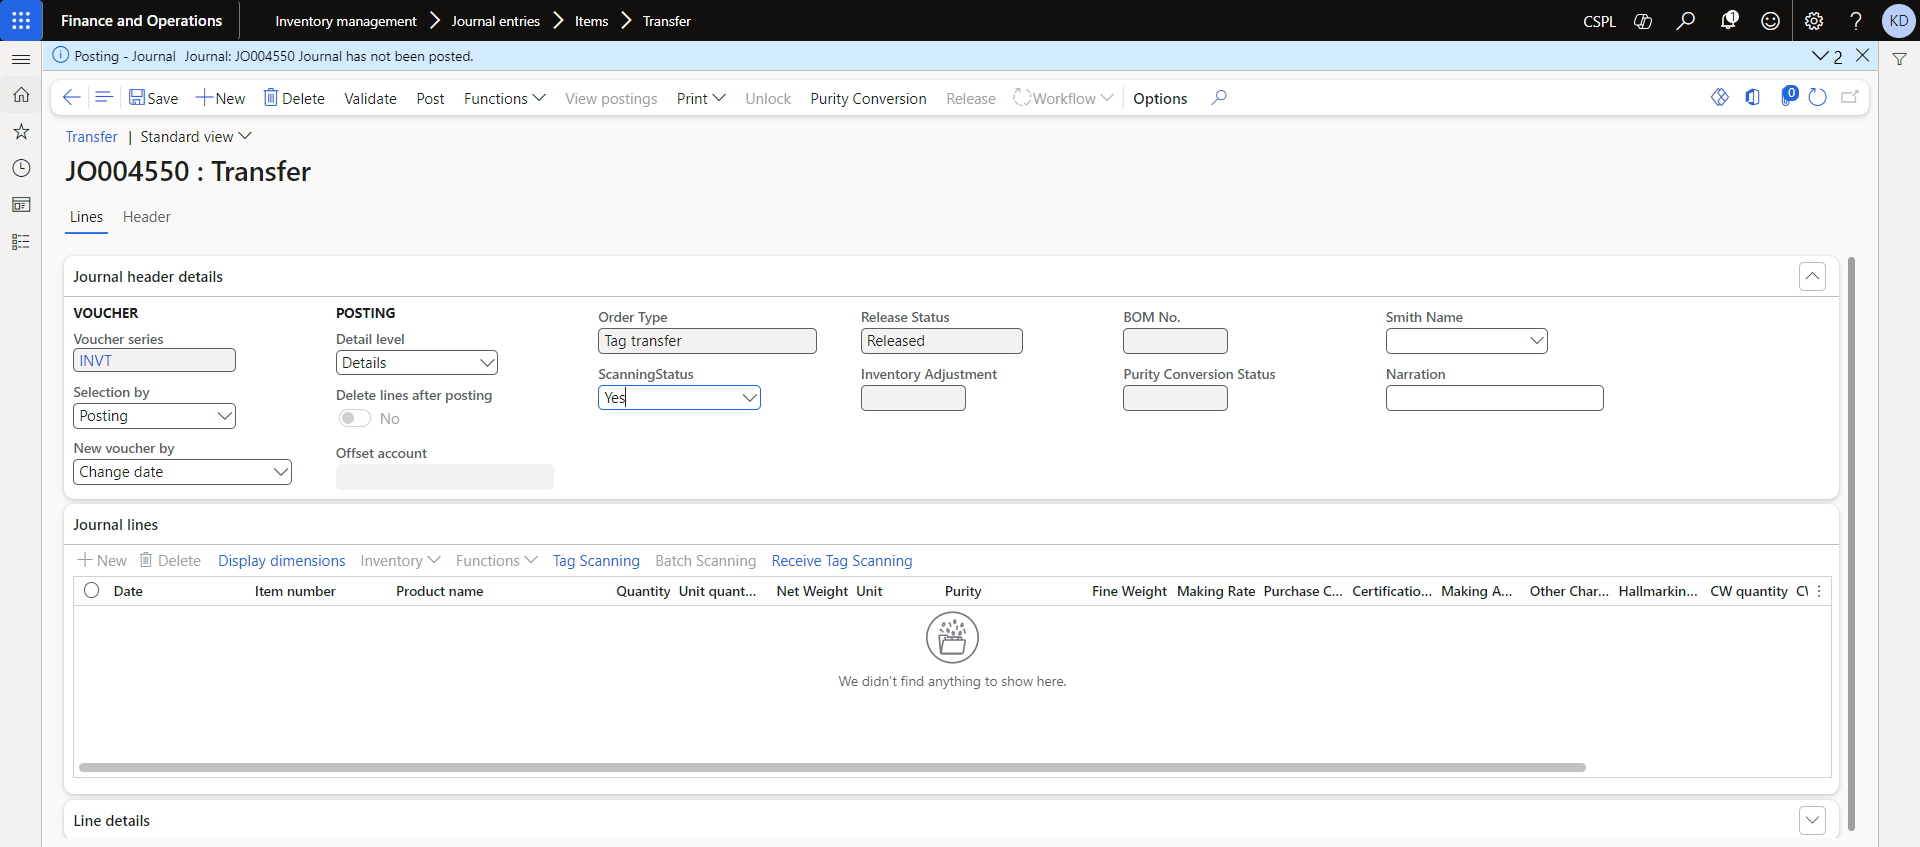 Finance and Operations
Inventory management
Journal entries
Items
Transfer
CSPL
1
KD
Posting - Journal Journal: JO004550 Journal has not been posted.
2
Save
New
Delete
Validate
Post
Functions
View postings
Print
Unlock
Purity Conversion
Release
Workflow
Options
0
Transfer | Standard view
JO004550 : Transfer
Lines
Header
Journal header details
VOUCHER
Voucher series
INVT
Selection by
Posting
New voucher by
Change date
POSTING
Detail level
Details
Delete lines after posting
No
Offset account
Order Type
Tag transfer
ScanningStatus
Yes
Release Status
Released
Inventory Adjustment
BOM No.
Purity Conversion Status
Smith Name
Narration
Journal lines
New
Delete
Display dimensions
Inventory
Functions
Tag Scanning
Batch Scanning
Receive Tag Scanning
Date
Item number
Product name
Quantity
Unit quant...
Net Weight
Unit
Purity
Fine Weight
Making Rate
Purchase C...
Certificatio...
Making A...
Other Char...
Hallmarkin...
CW quantity
We didn't find anything to show here.
Line details